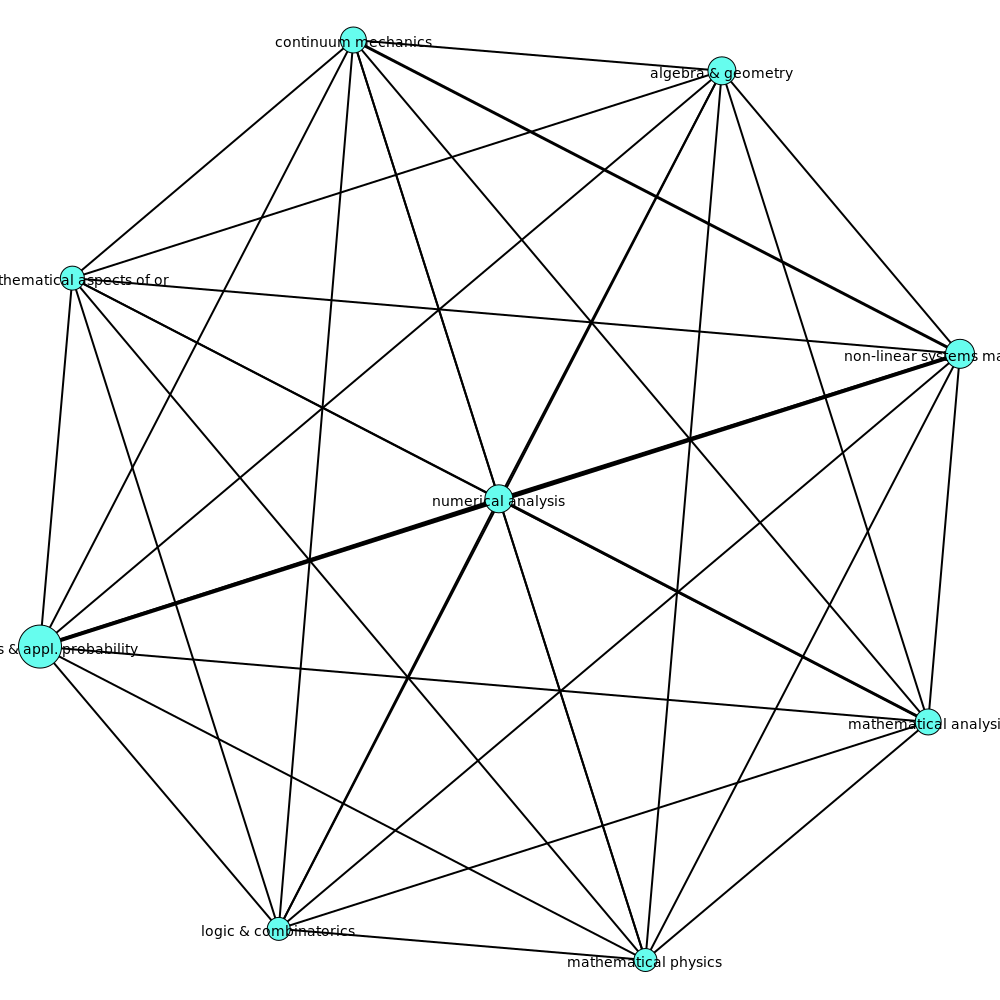 continuum mechanics
algebra & geometry
thematical aspects of or
non-linear systems ma
numerical analysis
s & appl. probability
mathematical analysi
logic & combinatorics
mathematical physics